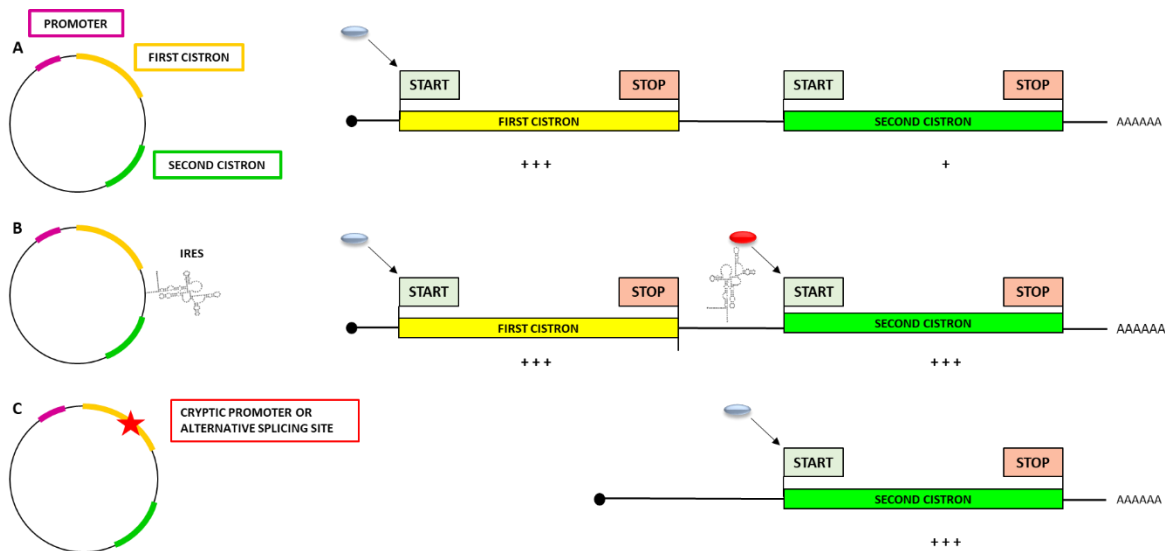 PROMOTER
A
FIRST CISTRON
SECOND CISTRON
START
STOP
START
STOP
FIRST CISTRON
SECOND CISTRON
AAAAAA
+++
+
B
IRES
START
STOP
START
STOP
FIRST CISTRON
SECOND CISTRON
AAAAAA
+++
+++
C
CRYPTIC PROMOTER OR
ALTERNATIVE SPLICING SITE
START
STOP
SECOND CISTRON
AAAAAA
+++